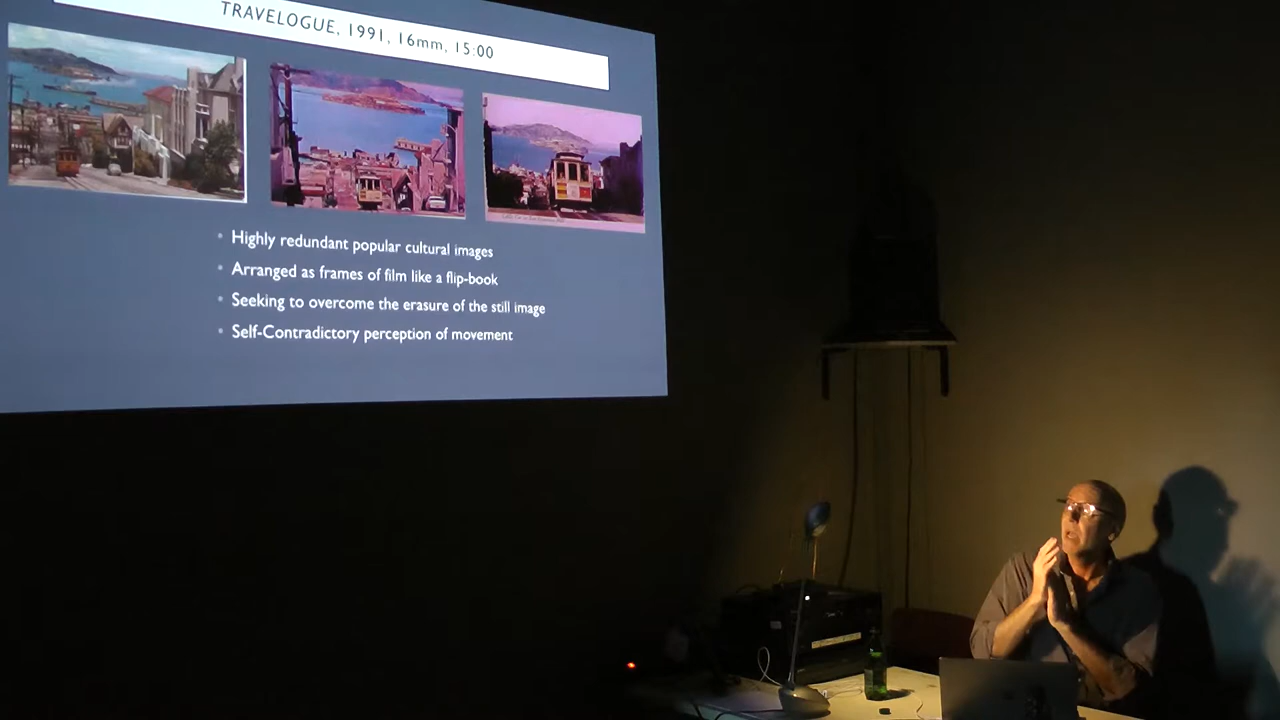 TRAVELOGUE, 1991, 16mm, 15:00
• Highly redundant popular cultural images
• Arranged as frames of film like a flip-book
• Seeking to overcome the erasure of the still image
• Self-Contradictory perception of movement